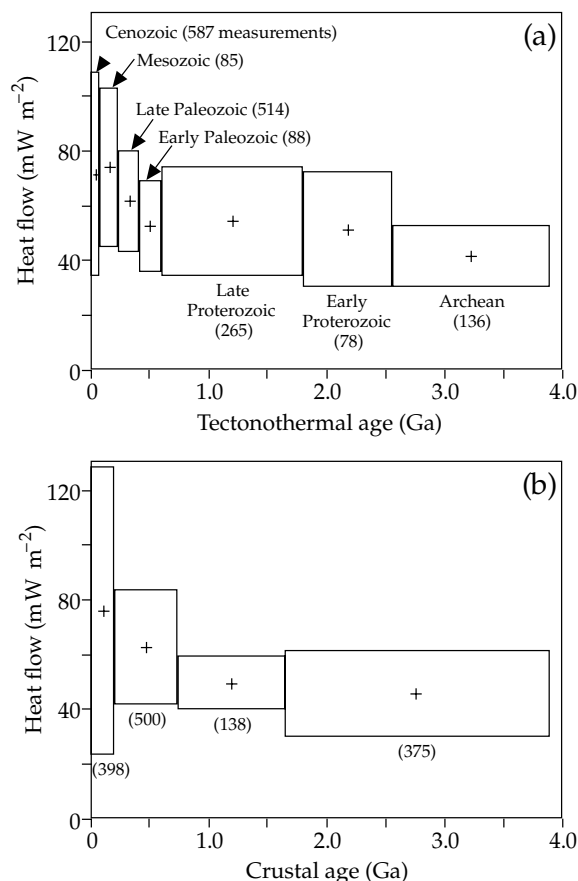 (a)
Cenozoic (587 measurements)
Mesozoic (85)
Late Paleozoic (514)
Early Paleozoic (88)
120
80
40
0
Heat flow (mW m⁻²)
Late
Proterozoic
(265)
Early
Proterozoic
(78)
Archean
(136)
0 1.0 2.0 3.0 4.0
Tectonothermal age (Ga)
(b)
120
80
40
0
Heat flow (mW m⁻²)
(398)
(500)
(138)
(375)
0 1.0 2.0 3.0 4.0
Crustal age (Ga)